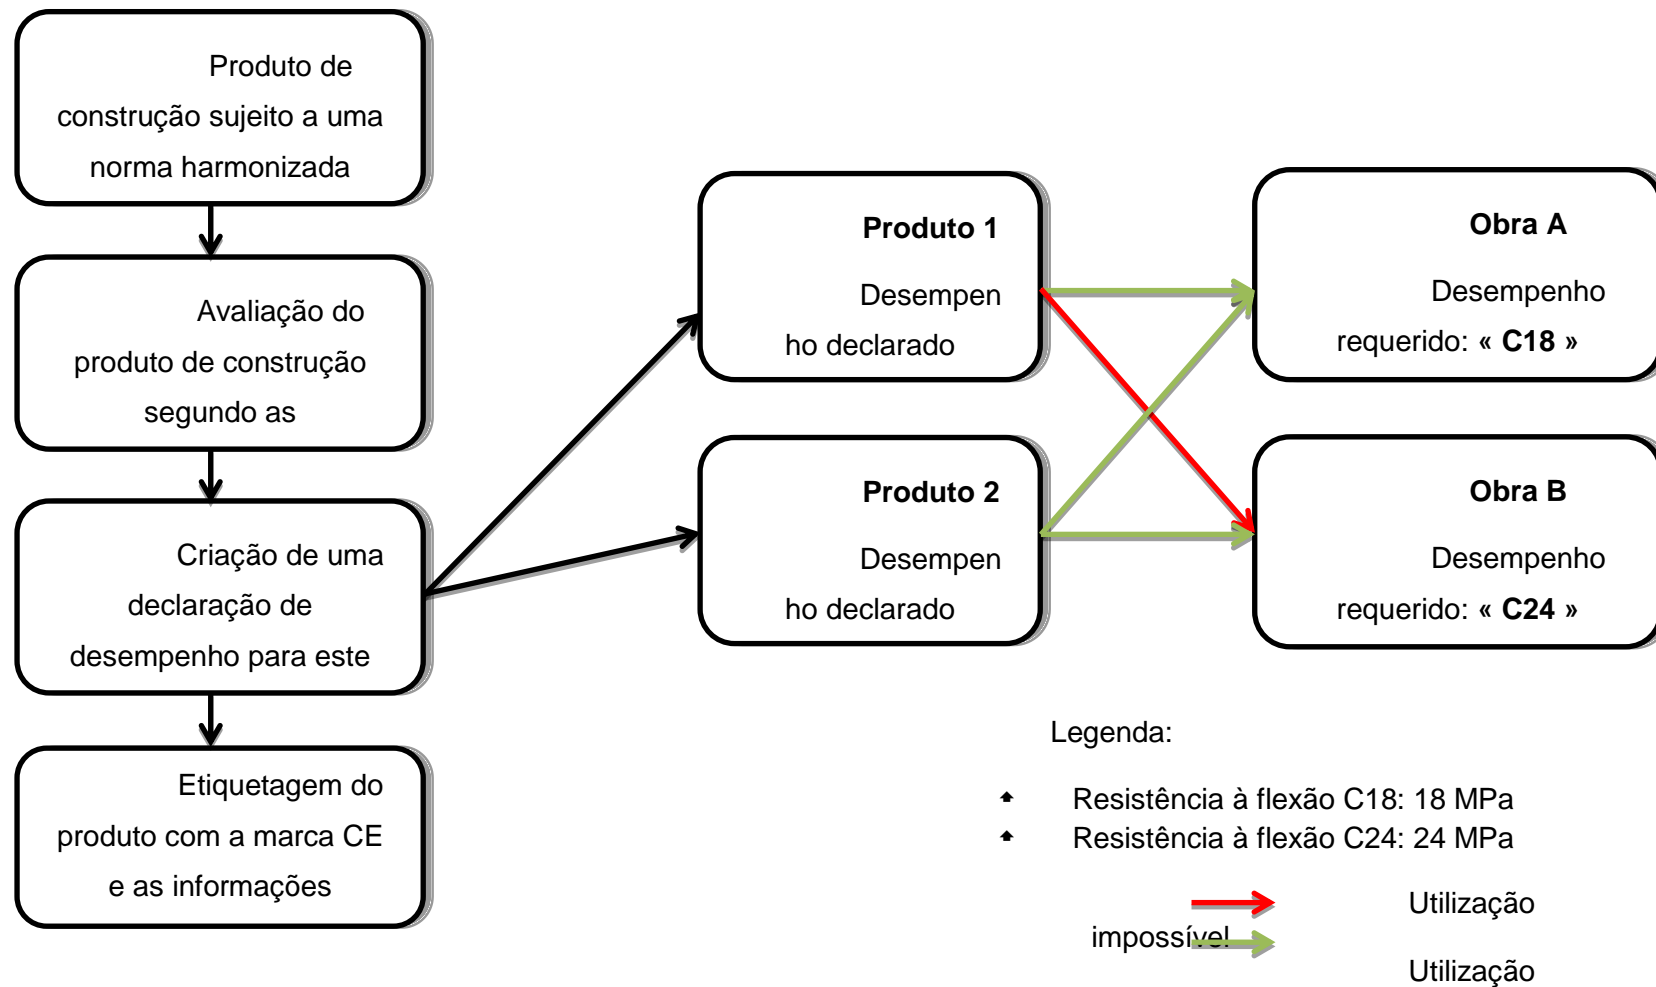 Produto de
construção sujeito a uma
norma harmonizada
Avaliação do
produto de construção
segundo as
Criação de uma
declaração de
desempenho para este
Etiquetagem do
produto com a marca CE
e as informações
Produto 1
Desempen
ho declarado
Produto 2
Desempen
ho declarado
Obra A
Desempenho
requerido: « C18 »
Obra B
Desempenho
requerido: « C24 »
Legenda:
Resistência à flexão C18: 18 MPa
Resistência à flexão C24: 24 MPa
Utilização
impossível
Utilização